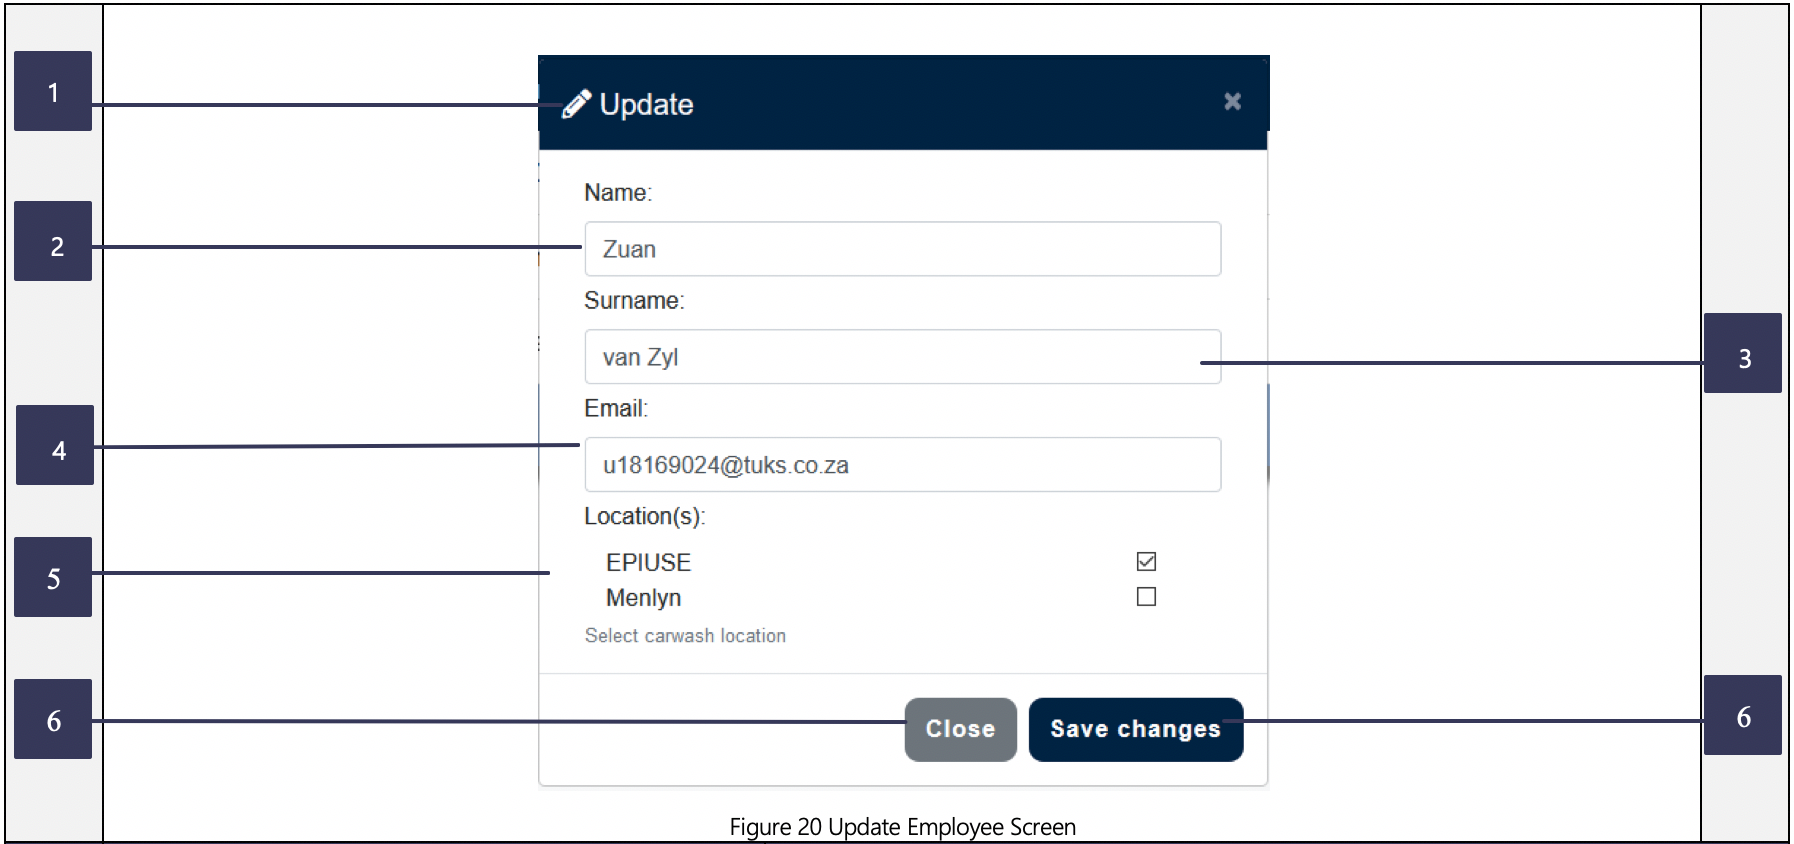 1
Update
Name:
2
Zuan
Surname:
van Zyl
3
Email:
4
u18169024@tuks.co.za
Location(s):
EPIUSE
5
Menlyn
Select carwash location
6
Close
Save changes
6
Figure 20 Update Employee Screen